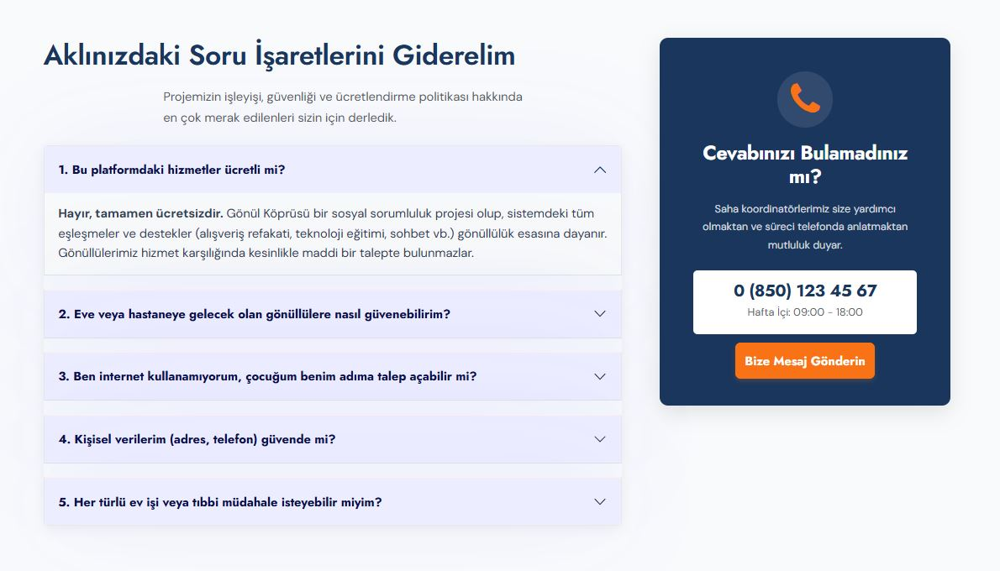 Aklınızdaki Soru İşaretlerini Giderelim
Projemizin işleyişi, güvenliği ve ücretlendirme politikası hakkında
en çok merak edilenleri sizin için derledik.
1. Bu platformdaki hizmetler ücretli mi?
Hayır, tamamen ücretsizdir. Gönül Köprüsü bir sosyal sorumluluk projesi olup, sistemdeki tüm
eşleşmeler ve destekler (alışveriş refakati, teknoloji eğitimi, sohbet vb.) gönüllülük esasına dayanır.
Gönüllülerimiz hizmet karşılığında kesinlikle maddi bir talepte bulunmazlar.
2. Eve veya hastaneye gelecek olan gönüllülere nasıl güvenebilirim?
3. Ben internet kullanamıyorum, çocuğum benim adıma talep açabilir mi?
4. Kişisel verilerim (adres, telefon) güvende mi?
5. Her türlü ev işi veya tıbbi müdahale isteyebilir miyim?
Cevabınızı Bulamadınız
mı?
Saha koordinatörlerimiz size yardımcı
olmaktan ve süreci telefonda anlatmaktan
mutluluk duyar.
0 (850) 123 45 67
Hafta İçi: 09:00 - 18:00
Bize Mesaj Gönderin